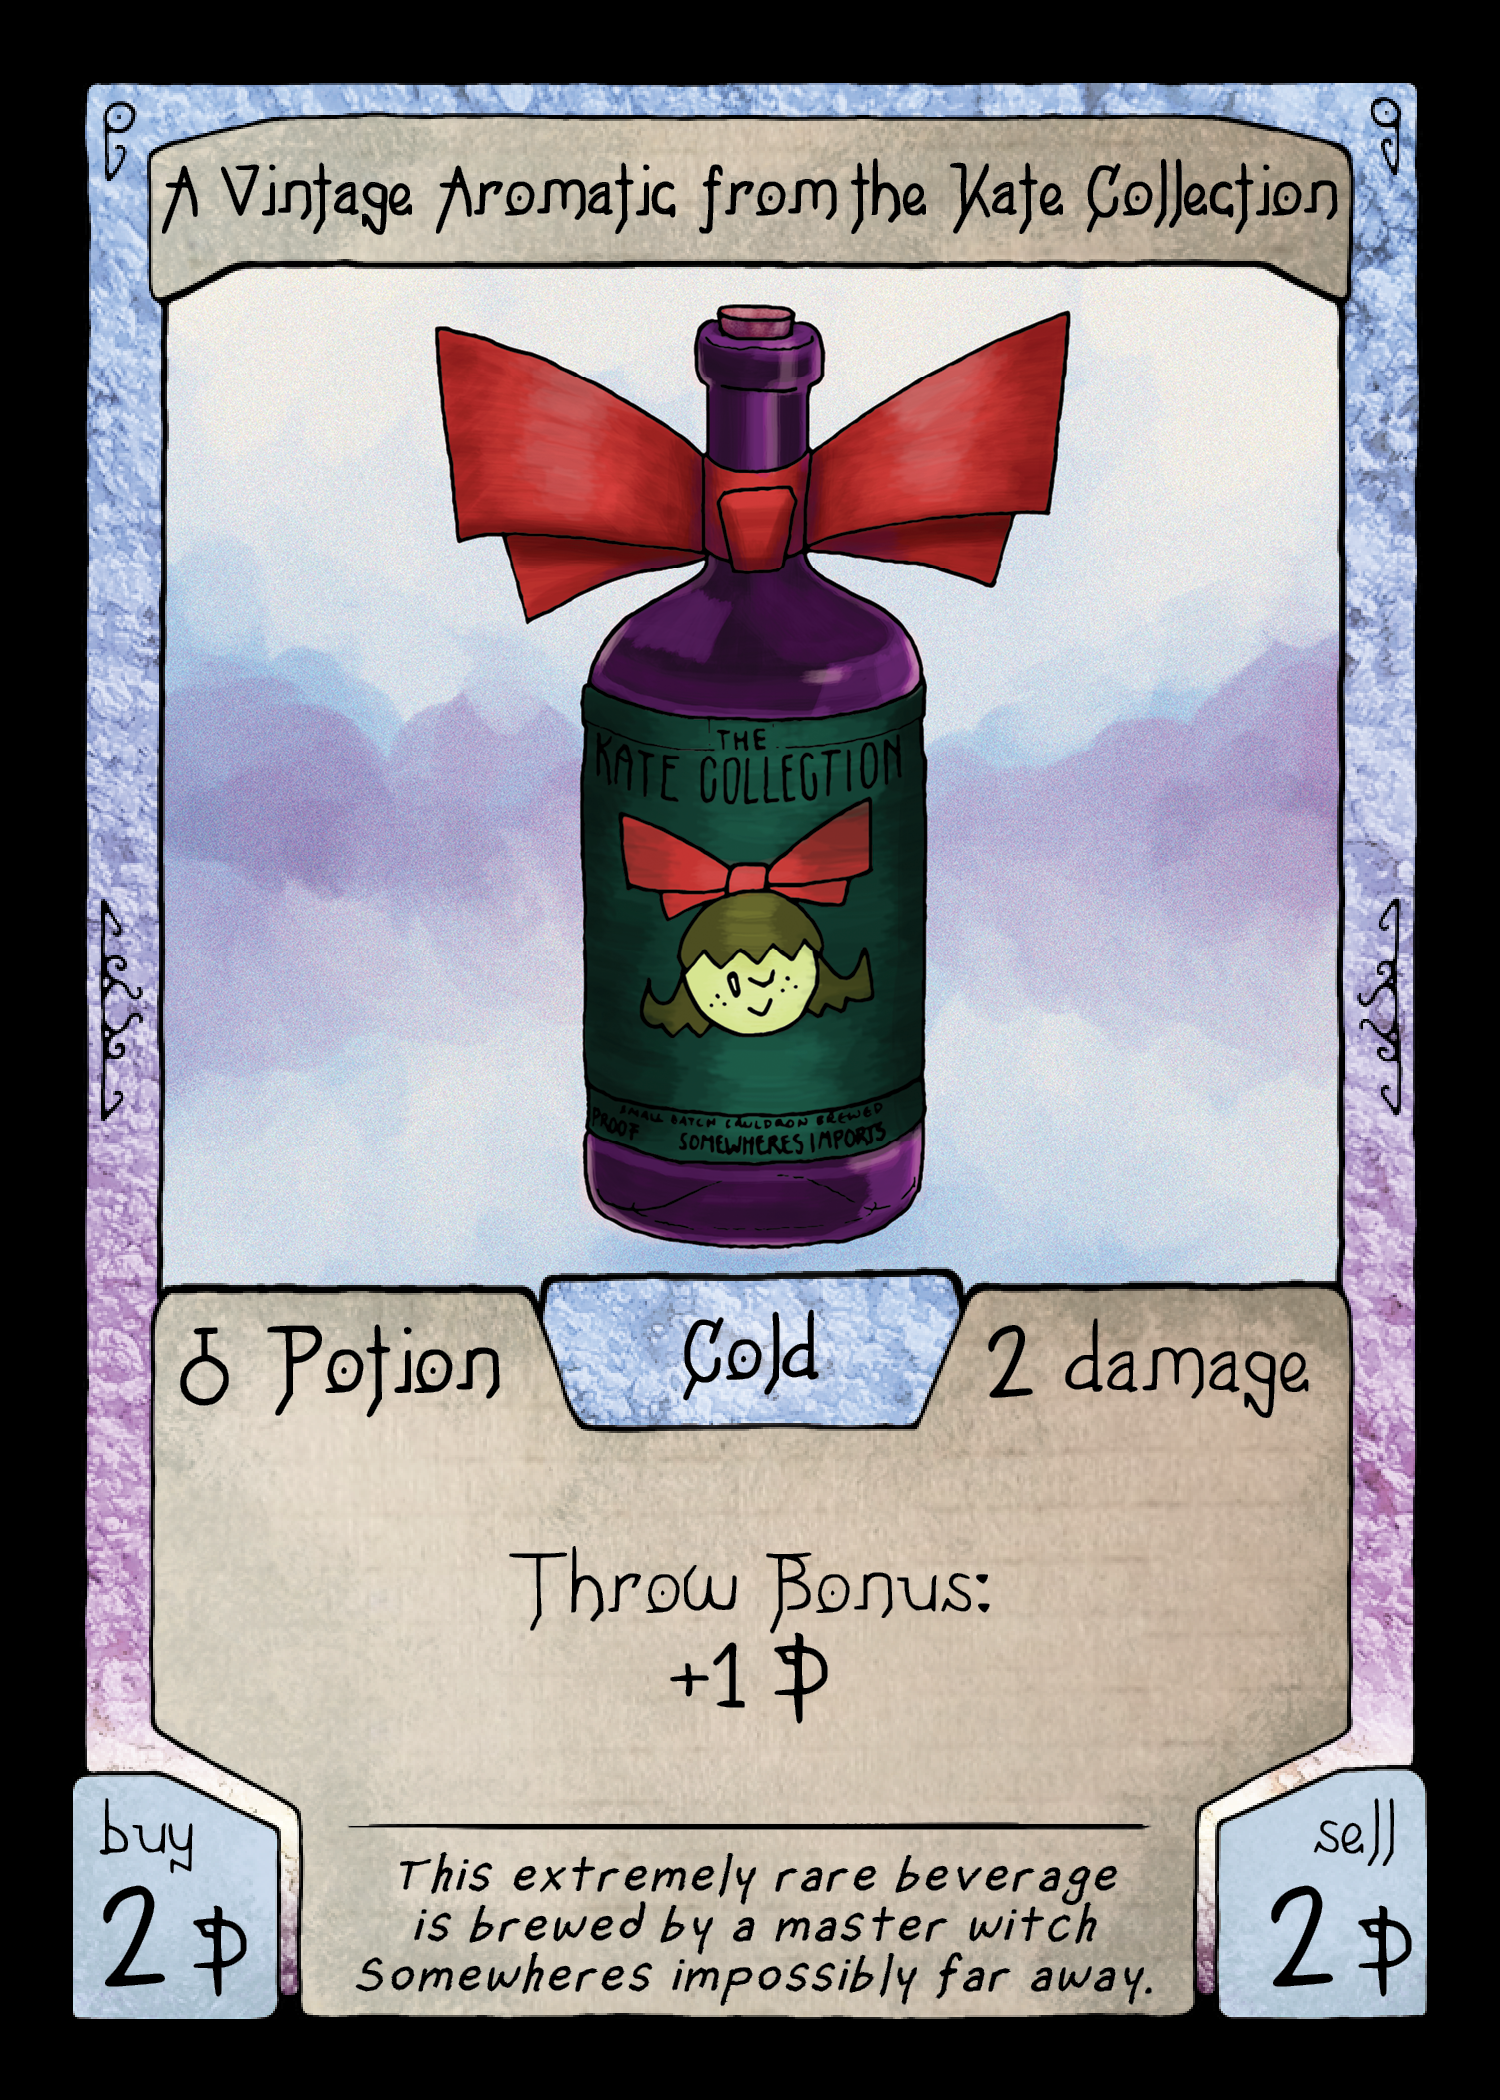 A Vintage Aromatic from the Kate Collection
THE
KATE COLLECTION
SMALL BATCH CAULDRON BREWED
PROOF SOMEWHERES IMPORTS
Potion
Cold
2 damage
Throw Bonus:
+1
buy
2
sell
2
This extremely rare beverage
is brewed by a master witch
Somewheres impossibly far away.